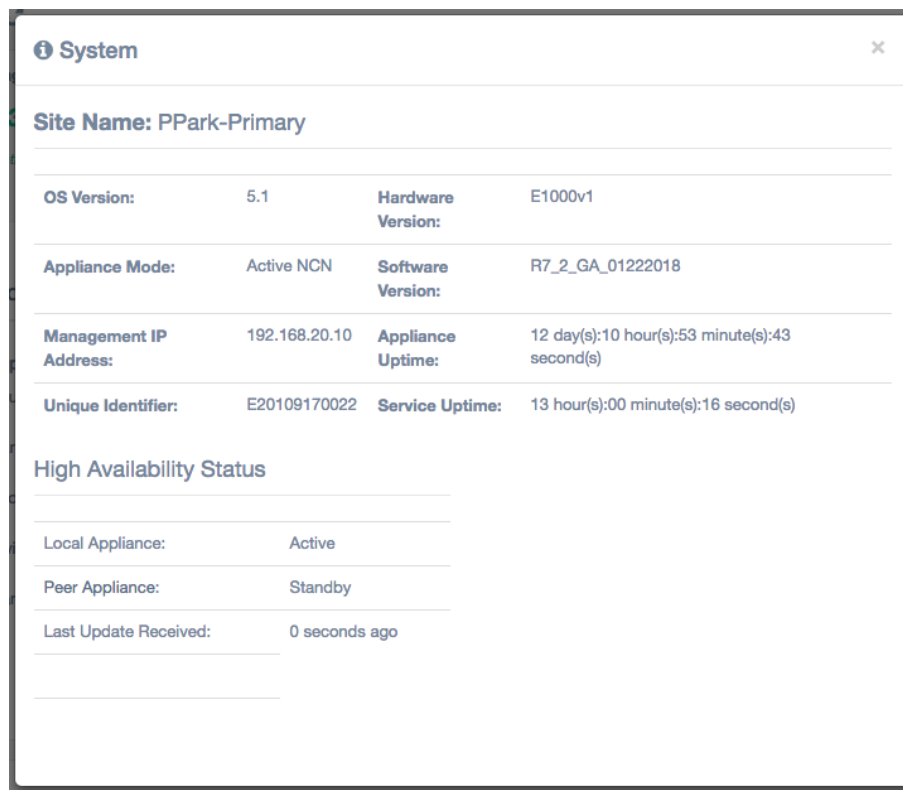 System
×
Site Name: PPark-Primary
OS Version: 5.1 Hardware Version: E1000v1
Appliance Mode: Active NCN Software Version: R7_2_GA_01222018
Management IP Address: 192.168.20.10 Appliance Uptime: 12 day(s):10 hour(s):53 minute(s):43 second(s)
Unique Identifier: E20109170022 Service Uptime: 13 hour(s):00 minute(s):16 second(s)
High Availability Status
Local Appliance: Active
Peer Appliance: Standby
Last Update Received: 0 seconds ago